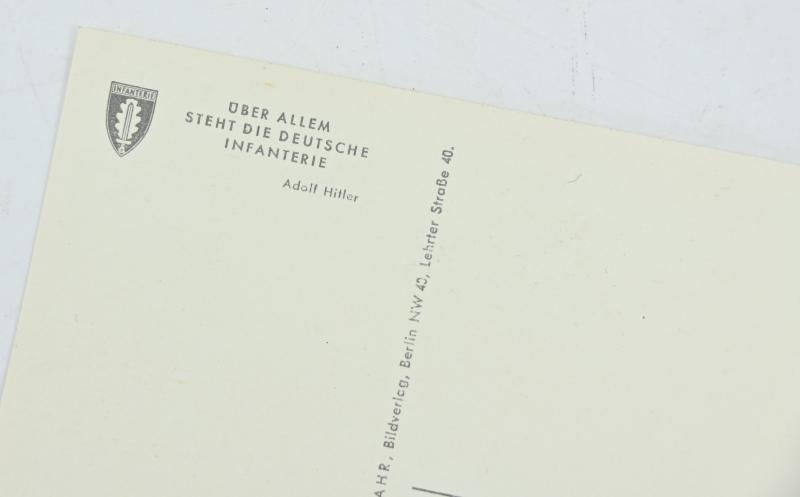 INFANTERIE
ÜBER ALLEM
STEHT DIE DEUTSCHE
INFANTERIE
Adolf Hitler
AHR, Bildverlag, Berlin NW 40, Lehrter Straße 40.